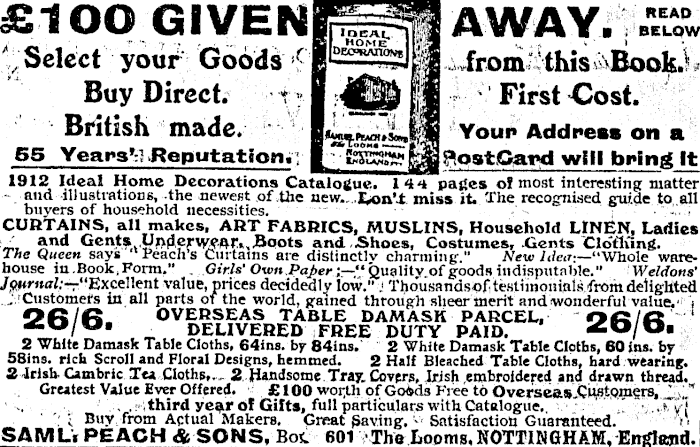 £100 GIVEN AWAY. READ BELOW
Select your Goods from this Book.
Buy Direct. First Cost.
British made.
55 Years' Reputation.
Your Address on a
PostCard will bring it
IDEAL
HOME
DECORATIONS
SAMUEL PEACH & SONS
The LOOMS
NOTTINGHAM
ENGLAND
1912 Ideal Home Decorations Catalogue. 144 pages of most interesting matter
and illustrations, the newest of the new. Don't miss it. The recognised guide to all
buyers of household necessities.
CURTAINS, all makes, ART FABRICS, MUSLINS, Household LINEN, Ladies
and Gents Underwear, Boots and Shoes, Costumes, Gents Clothing.
The Queen says "Peach's Curtains are distinctly charming." New Idea:—"Whole ware-
house in Book Form." Girls' Own Paper:—"Quality of goods indisputable." Weldons
Journal:—"Excellent value, prices decidedly low." Thousands of testimonials from delighted
Customers in all parts of the world, gained through sheer merit and wonderful value.
26/6. OVERSEAS TABLE DAMASK PARCEL, 26/6.
DELIVERED FREE DUTY PAID.
2 White Damask Table Cloths, 64ins. by 84ins. 2 White Damask Table Cloths, 60 ins. by
58ins. rich Scroll and Floral Designs, hemmed. 2 Half Bleached Table Cloths, hard wearing.
2 Irish Cambric Tea Cloths. 2 Handsome Tray Covers, Irish embroidered and drawn thread.
Greatest Value Ever Offered. £100 worth of Goods Free to Overseas Customers,
third year of Gifts, full particulars with Catalogue.
Buy from Actual Makers. Great Saving. Satisfaction Guaranteed.
SAML. PEACH & SONS, Box 601 The Looms, NOTTINGHAM, England